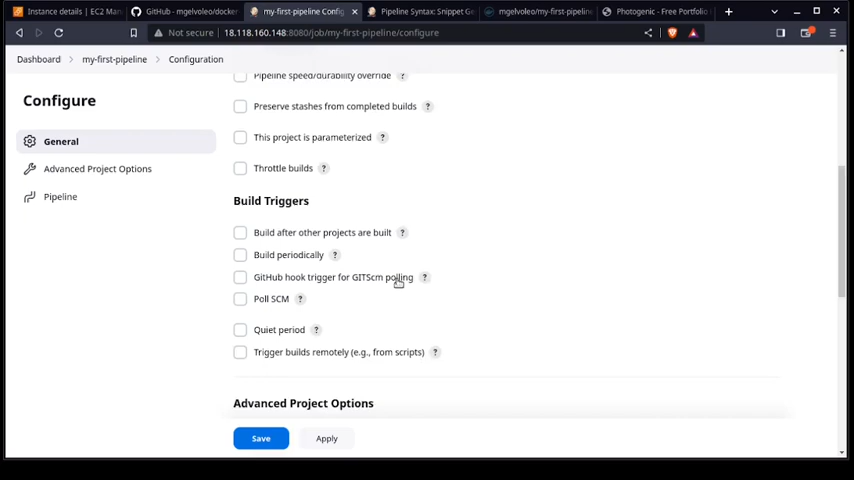 Instance details | EC2 Man
GitHub - mgelvoleo/docker
my-first-pipeline Config
Pipeline Syntax: Snippet Ge
mgelvoleo/my-first-pipeline
Photogenic - Free Portfolio
Not secure
18.118.160.148:8080/job/my-first-pipeline/configure
Dashboard > my-first-pipeline > Configuration
Configure
General
Advanced Project Options
Pipeline
Pipeline speed/durability override ?
Preserve stashes from completed builds ?
This project is parameterized ?
Throttle builds ?
Build Triggers
Build after other projects are built ?
Build periodically ?
GitHub hook trigger for GITScm polling ?
Poll SCM ?
Quiet period ?
Trigger builds remotely (e.g., from scripts) ?
Advanced Project Options
Save
Apply